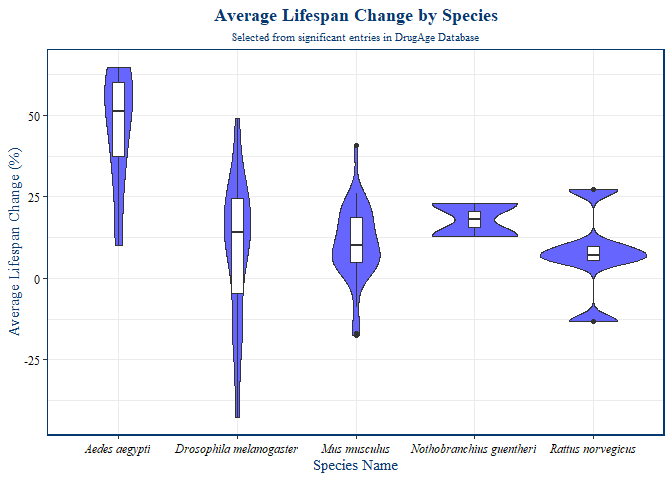 Average Lifespan Change by Species
Selected from significant entries in DrugAge Database
Average Lifespan Change (%)
50
25
0
-25
Aedes aegypti Drosophila melanogaster Mus musculus Nothobranchius guentheri Rattus norvegicus
Species Name